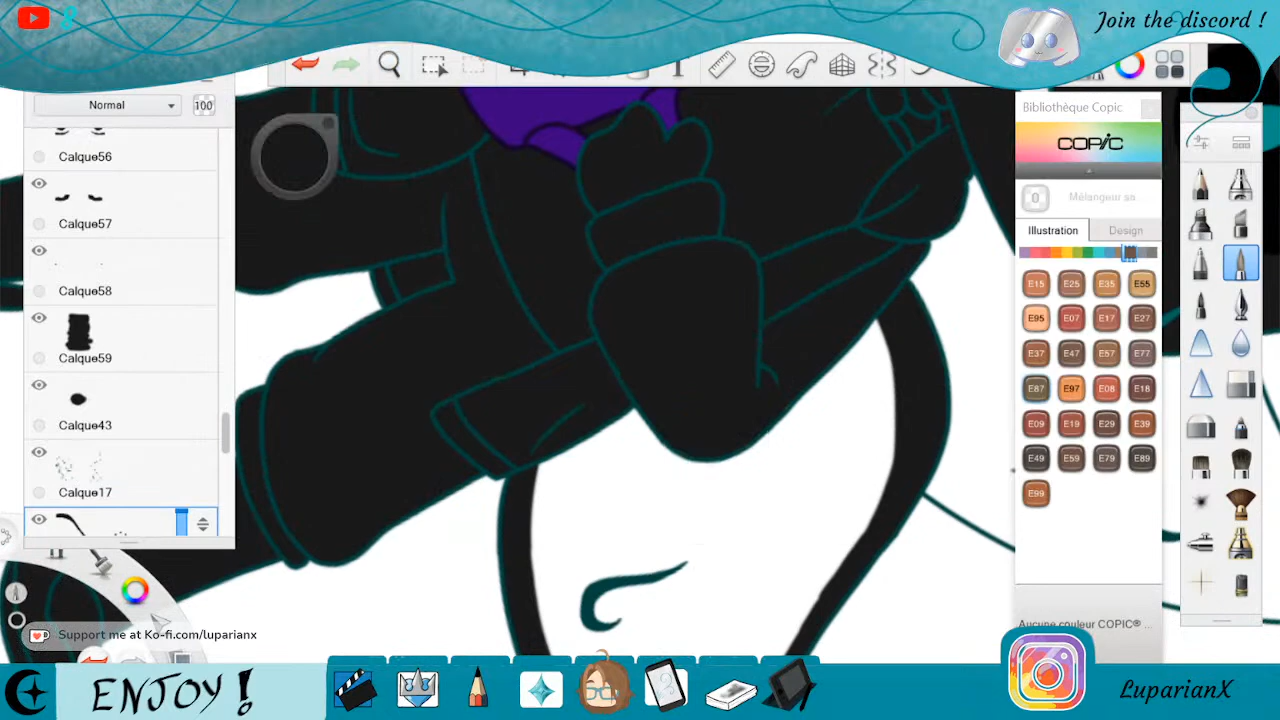 Join the discord !
Normal
100
Calque56
Calque57
Calque58
Calque59
Calque43
Calque17
Bibliothèque Copic
COPIC
0
Mélangeur sa...
Illustration
Design
E15 E25 E35 E55
E95 E07 E17 E27
E37 E47 E57 E77
E87 E97 E08 E18
E09 E19 E29 E39
E49 E59 E79 E89
E99
Aucune couleur COPIC® ...
Support me at Ko-fi.com/luparianx
ENJOY !
LuparianX